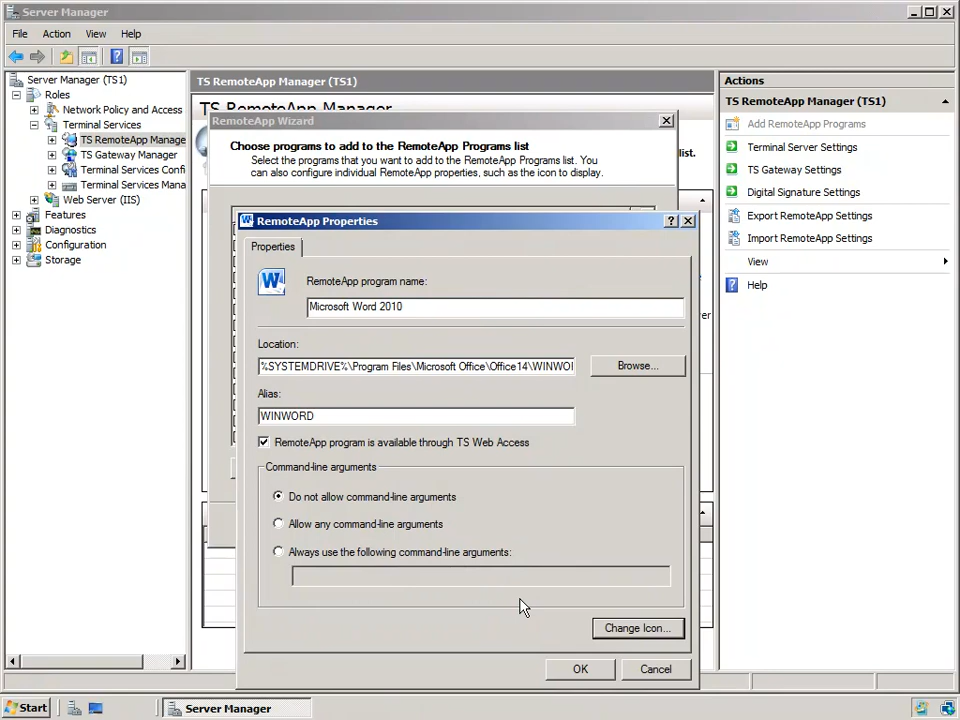 Server Manager
File Action View Help
Server Manager (TS1)
Roles
Network Policy and Access
Terminal Services
TS RemoteApp Manage
TS Gateway Manager
Terminal Services Confi
Terminal Services Mana
Web Server (IIS)
Features
Diagnostics
Configuration
Storage
TS RemoteApp Manager (TS1)
TS RemoteApp Manager
list.
er
RemoteApp Wizard
Choose programs to add to the RemoteApp Programs list
Select the programs that you want to add to the RemoteApp Programs list. You
can also configure individual RemoteApp properties, such as the icon to display.
RemoteApp Properties
Properties
RemoteApp program name:
Microsoft Word 2010
Location:
%SYSTEMDRIVE%\Program Files\Microsoft Office\Office14\WINWOI
Browse...
Alias:
WINWORD
RemoteApp program is available through TS Web Access
Command-line arguments
Do not allow command-line arguments
Allow any command-line arguments
Always use the following command-line arguments:
Change Icon...
OK Cancel
Actions
TS RemoteApp Manager (TS1)
Add RemoteApp Programs
Terminal Server Settings
TS Gateway Settings
Digital Signature Settings
Export RemoteApp Settings
Import RemoteApp Settings
View
Help
Start
Server Manager